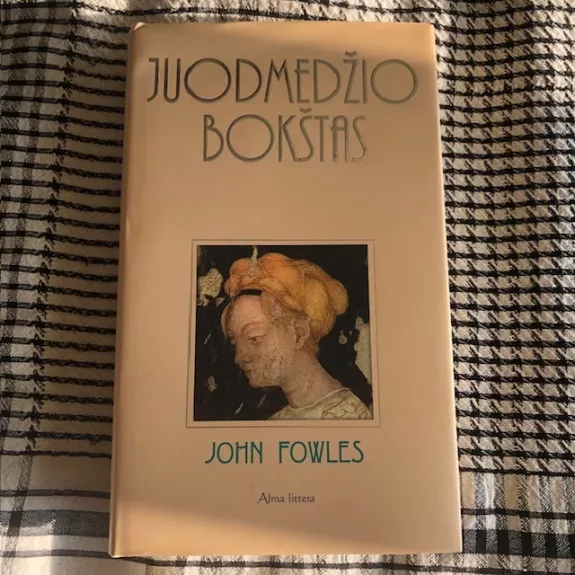 JUODMEDŽIO
BOKŠTAS
JOHN FOWLES
Alma littera